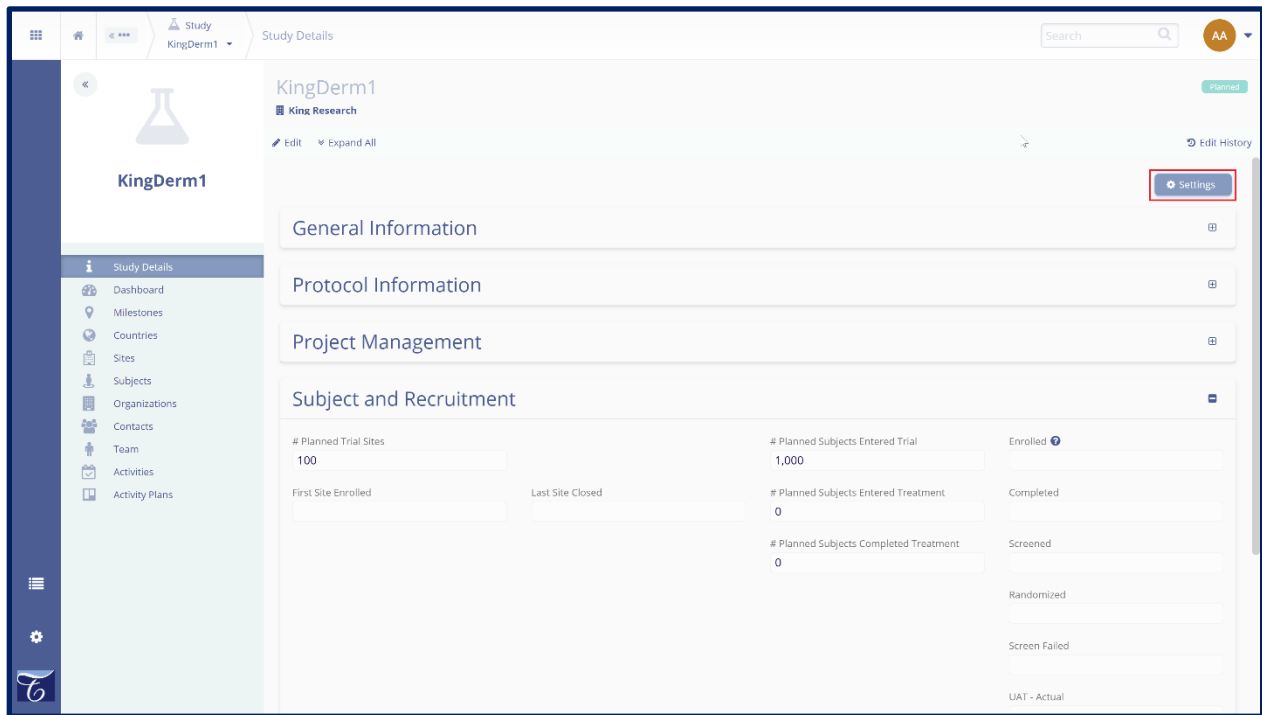 Study
KingDerm1
Study Details
Search
AA
KingDerm1
King Research
Planned
Edit
Expand All
Edit History
Settings
KingDerm1
Study Details
Dashboard
Milestones
Countries
Sites
Subjects
Organizations
Contacts
Team
Activities
Activity Plans
General Information
Protocol Information
Project Management
Subject and Recruitment
# Planned Trial Sites
100
First Site Enrolled
Last Site Closed
# Planned Subjects Entered Trial
1,000
# Planned Subjects Entered Treatment
0
# Planned Subjects Completed Treatment
0
Enrolled
Completed
Screened
Randomized
Screen Failed
UAT - Actual